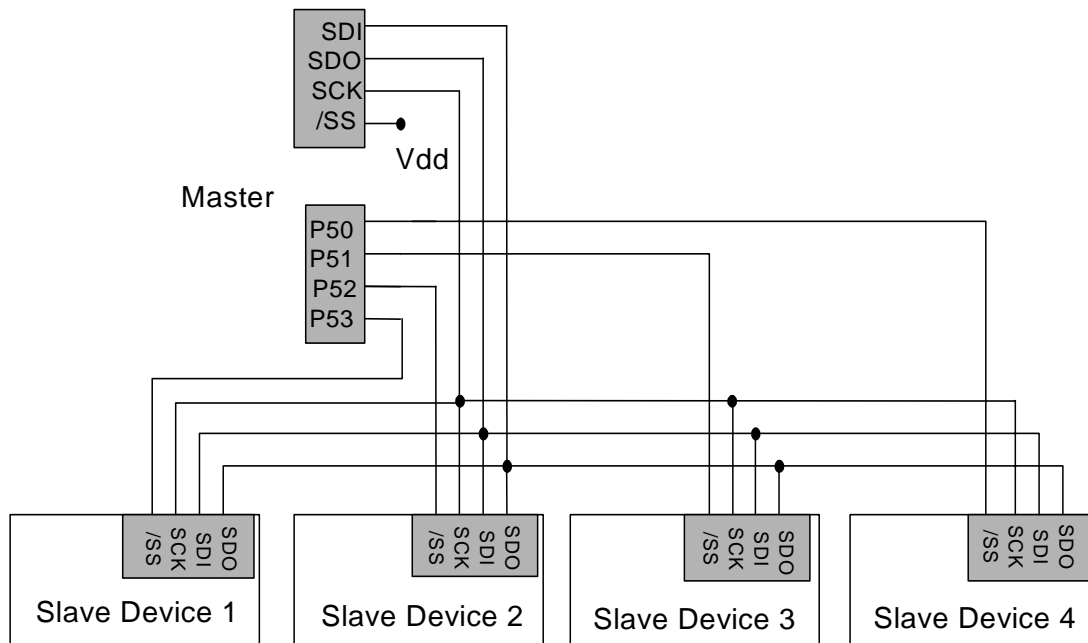 SDI
SDO
SCK
/SS
Vdd
Master
P50
P51
P52
P53
/SS
SCK
SDI
SDO
Slave Device 1
/SS
SCK
SDI
SDO
Slave Device 2
/SS
SCK
SDI
SDO
Slave Device 3
/SS
SCK
SDI
SDO
Slave Device 4